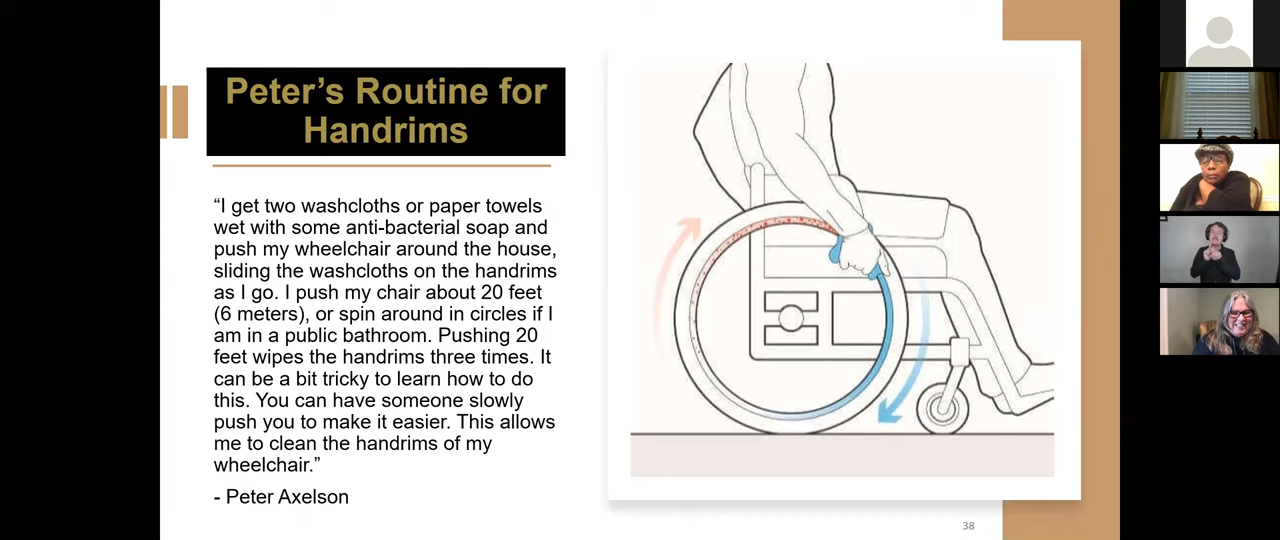 Peter’s Routine for
Handrims
“I get two washcloths or paper towels
wet with some anti-bacterial soap and
push my wheelchair around the house,
sliding the washcloths on the handrims
as I go. I push my chair about 20 feet
(6 meters), or spin around in circles if I
am in a public bathroom. Pushing 20
feet wipes the handrims three times. It
can be a bit tricky to learn how to do
this. You can have someone slowly
push you to make it easier. This allows
me to clean the handrims of my
wheelchair.”
- Peter Axelson
38